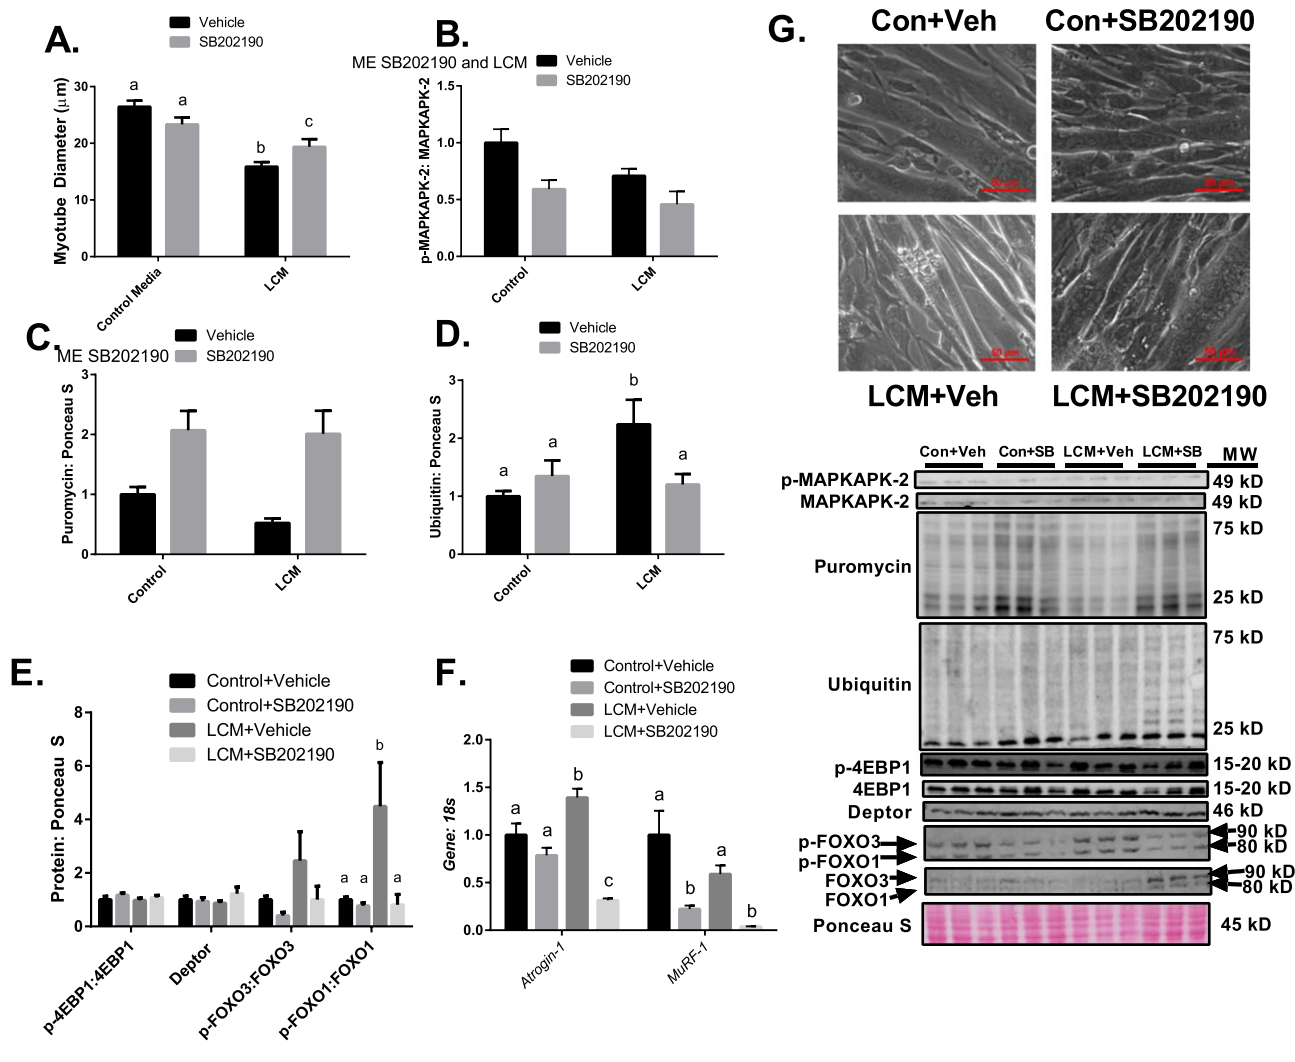 A.
Vehicle
SB202190
Myotube Diameter (μm)
30
20
10
0
a
a
b
c
Control Media
LCM
B.
ME SB202190 and LCM
Vehicle
SB202190
p-MAPKAPK-2: MAPKAPK-2
1.5
1.0
0.5
0.0
Control
LCM
C.
ME SB202190
Vehicle
SB202190
Puromycin: Ponceau S
3
2
1
0
Control
LCM
D.
Vehicle
SB202190
Ubiquitin: Ponceau S
3
2
1
0
a
a
b
a
Control
LCM
E.
Control+Vehicle
Control+SB202190
LCM+Vehicle
LCM+SB202190
Protein: Ponceau S
8
6
4
2
0
a
a
b
a
p-4EBP1:4EBP1
Deptor
p-FOXO3:FOXO3
p-FOXO1:FOXO1
F.
Control+Vehicle
Control+SB202190
LCM+Vehicle
LCM+SB202190
Gene: 18s
2.0
1.5
1.0
0.5
0.0
a
a
b
c
a
b
a
b
Atrogin-1
MuRF-1
G.
Con+Veh
Con+SB202190
50 μm
50 μm
50 μm
50 μm
LCM+Veh
LCM+SB202190
Con+Veh
Con+SB
LCM+Veh
LCM+SB
MW
p-MAPKAPK-2
49 kD
MAPKAPK-2
49 kD
75 kD
Puromycin
25 kD
75 kD
Ubiquitin
25 kD
p-4EBP1
15-20 kD
4EBP1
15-20 kD
Deptor
46 kD
p-FOXO3
90 kD
p-FOXO1
80 kD
FOXO3
90 kD
FOXO1
80 kD
Ponceau S
45 kD